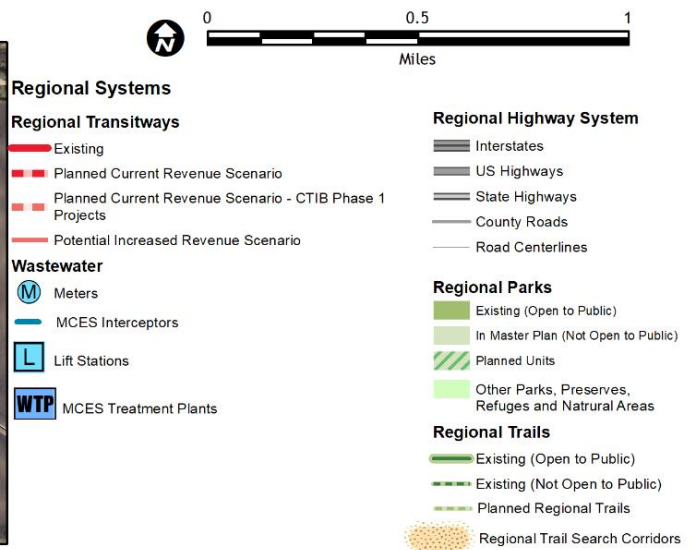 N
0 0.5 1
Miles
Regional Systems
Regional Transitways
Existing
Planned Current Revenue Scenario
Planned Current Revenue Scenario - CTIB Phase 1
Projects
Potential Increased Revenue Scenario
Wastewater
M Meters
MCES Interceptors
L Lift Stations
WTP MCES Treatment Plants
Regional Highway System
Interstates
US Highways
State Highways
County Roads
Road Centerlines
Regional Parks
Existing (Open to Public)
In Master Plan (Not Open to Public)
Planned Units
Other Parks, Preserves,
Refuges and Natrural Areas
Regional Trails
Existing (Open to Public)
Existing (Not Open to Public)
Planned Regional Trails
Regional Trail Search Corridors